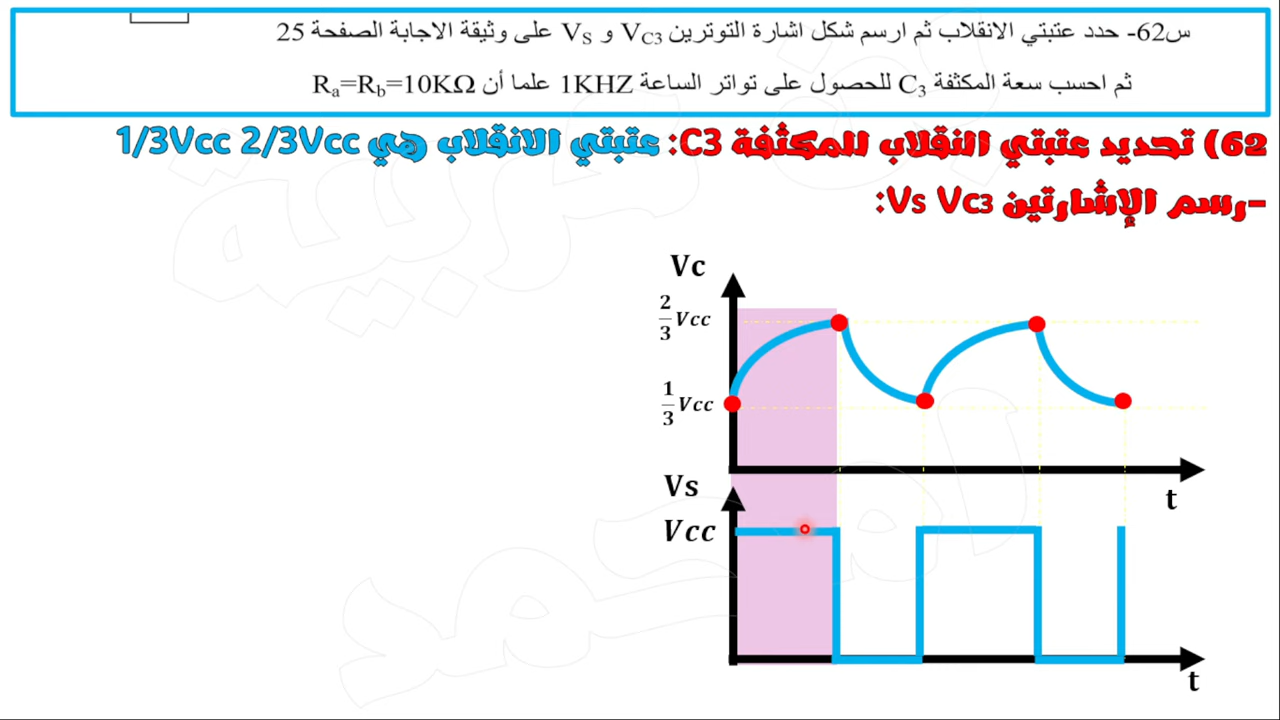 س62- حدد عتبتي الانقلاب ثم ارسم شكل اشارة التوترين VC3 و VS على وثيقة الاجابة الصفحة 25
ثم احسب سعة المكثفة C3 للحصول على تواتر الساعة 1KHZ علما أن Ra=Rb=10KΩ
62) تحديد عتبتي النقلاب للمكثفة C3: عتبتي الانقلاب هي 1/3Vcc 2/3Vcc
-رسم الإشارتين Vs Vc3:
Vc
2/3 Vcc
1/3 Vcc
t
Vs
Vcc
t